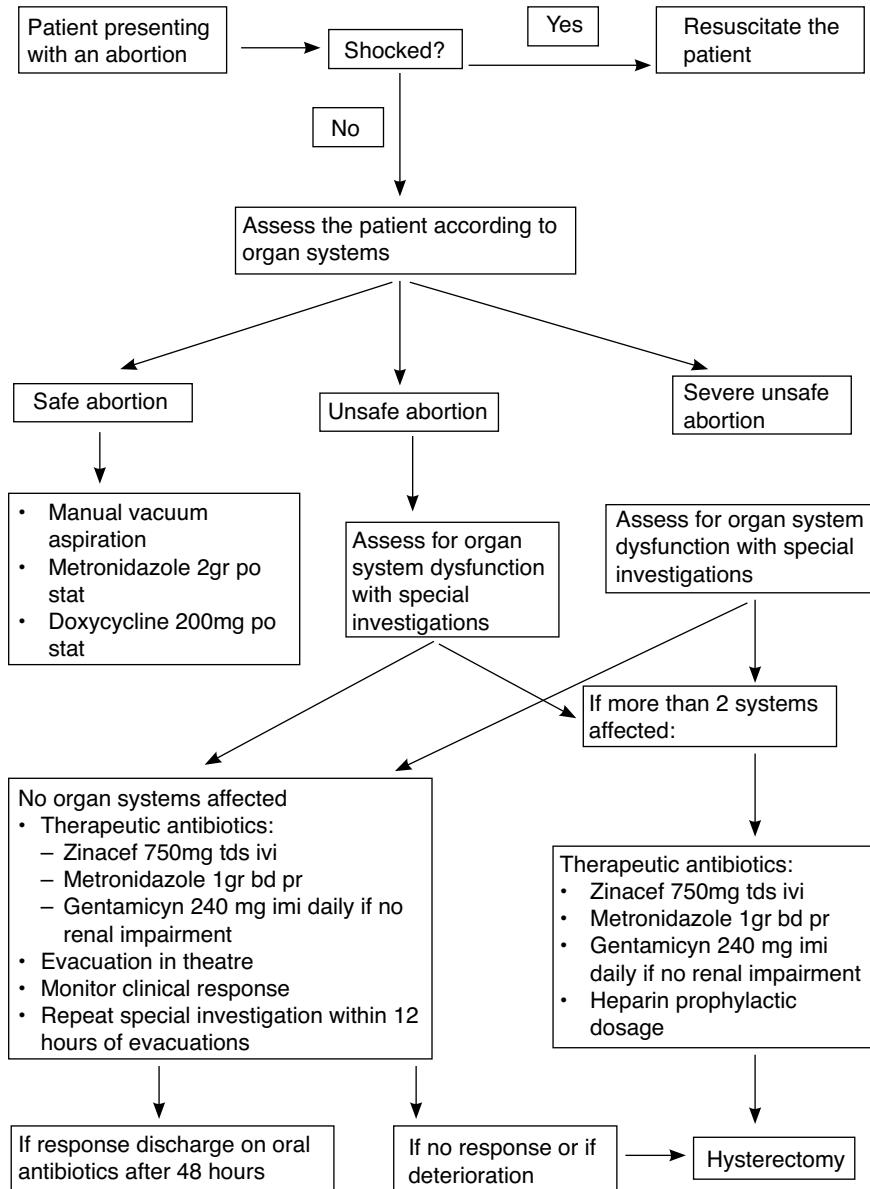 Patient presenting
with an abortion
Shocked?
Yes
Resuscitate the
patient
No
Assess the patient according to
organ systems
Safe abortion
Unsafe abortion
Severe unsafe
abortion
• Manual vacuum
aspiration
• Metronidazole 2gr po
stat
• Doxycycline 200mg po
stat
Assess for organ
system dysfunction
with special
investigations
Assess for organ system
dysfunction with special
investigations
If more than 2 systems
affected:
No organ systems affected
• Therapeutic antibiotics:
– Zinacef 750mg tds ivi
– Metronidazole 1gr bd pr
– Gentamicyn 240 mg imi daily if no
renal impairment
• Evacuation in theatre
• Monitor clinical response
• Repeat special investigation within 12
hours of evacuations
Therapeutic antibiotics:
• Zinacef 750mg tds ivi
• Metronidazole 1gr bd pr
• Gentamicyn 240 mg imi
daily if no renal impairment
• Heparin prophylactic
dosage
If response discharge on oral
antibiotics after 48 hours
If no response or if
deterioration
Hysterectomy